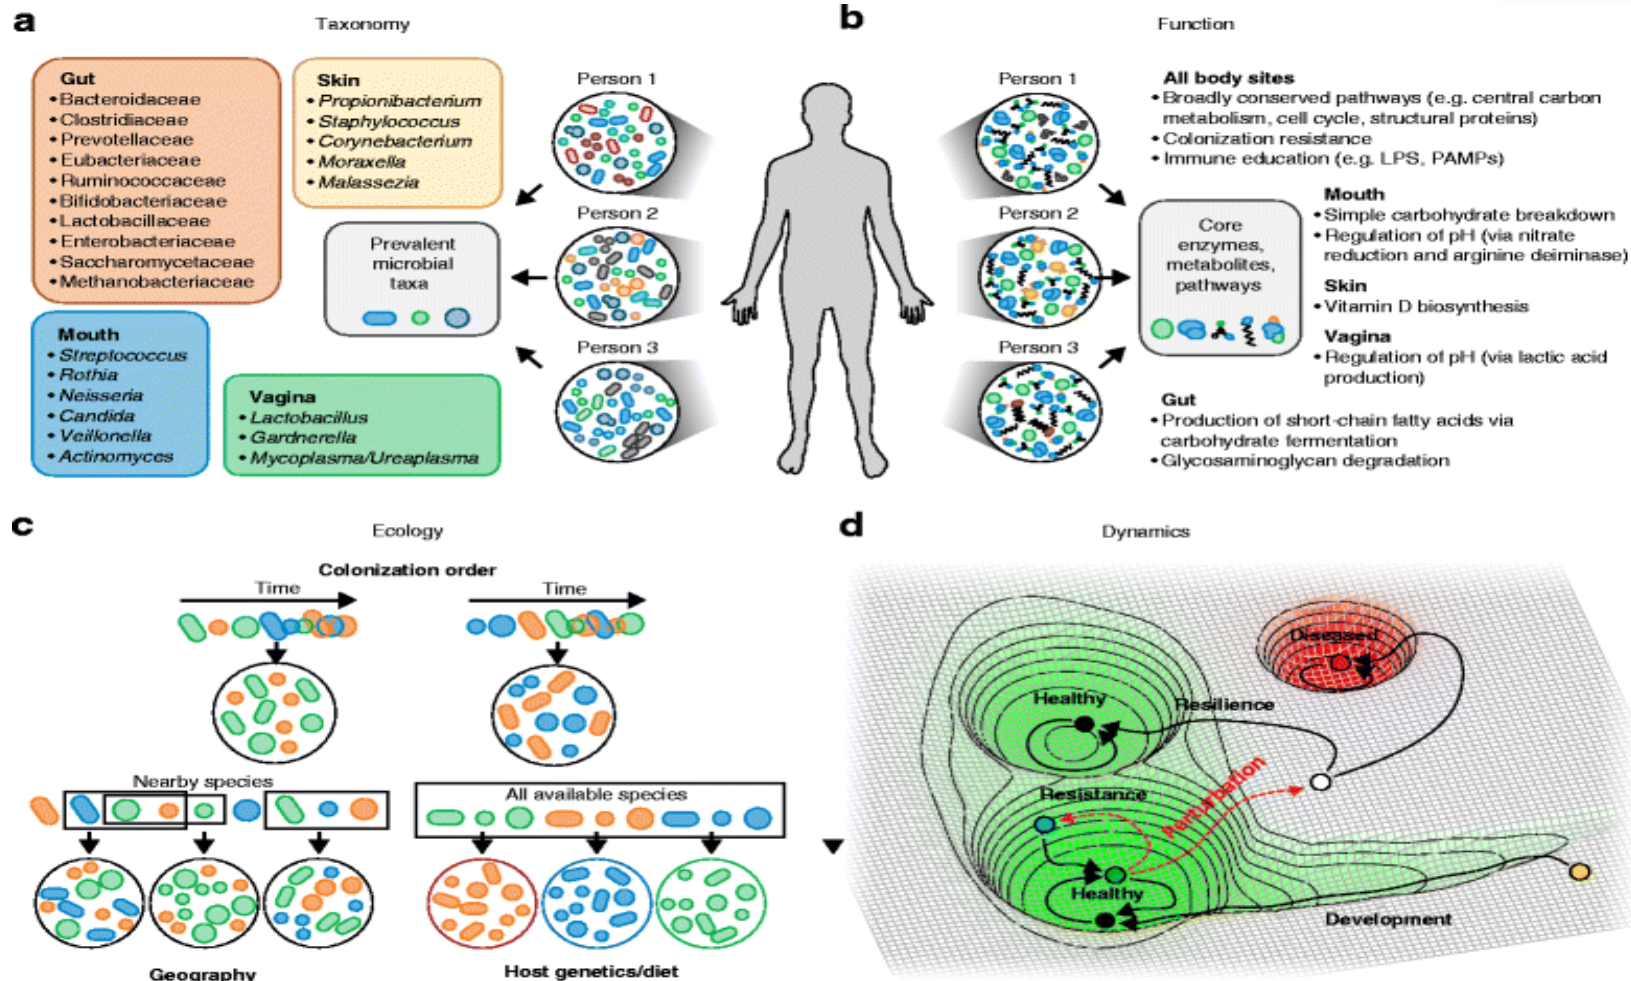 a
Taxonomy
Gut
• Bacteroidaceae
• Clostridiaceae
• Prevotellaceae
• Eubacteriaceae
• Ruminococcaceae
• Bifidobacteriaceae
• Lactobacillaceae
• Enterobacteriaceae
• Saccharomycetaceae
• Methanobacteriaceae
Skin
• Propionibacterium
• Staphylococcus
• Corynebacterium
• Moraxella
• Malassezia
Prevalent
microbial
taxa
Mouth
• Streptococcus
• Rothia
• Neisseria
• Candida
• Veillonella
• Actinomyces
Vagina
• Lactobacillus
• Gardnerella
• Mycoplasma/Ureaplasma
Person 1
Person 2
Person 3
b
Function
Person 1
Person 2
Person 3
All body sites
• Broadly conserved pathways (e.g. central carbon
metabolism, cell cycle, structural proteins)
• Colonization resistance
• Immune education (e.g. LPS, PAMPs)
Core
enzymes,
metabolites,
pathways
Mouth
• Simple carbohydrate breakdown
• Regulation of pH (via nitrate
reduction and arginine deiminase)
Skin
• Vitamin D biosynthesis
Vagina
• Regulation of pH (via lactic acid
production)
Gut
• Production of short-chain fatty acids via
carbohydrate fermentation
• Glycosaminoglycan degradation
c
Ecology
Colonization order
Time
Time
Nearby species
All available species
Geography
Host genetics/diet
d
Dynamics
Diseased
Healthy
Resilience
Perturbation
Resistance
Healthy
Development